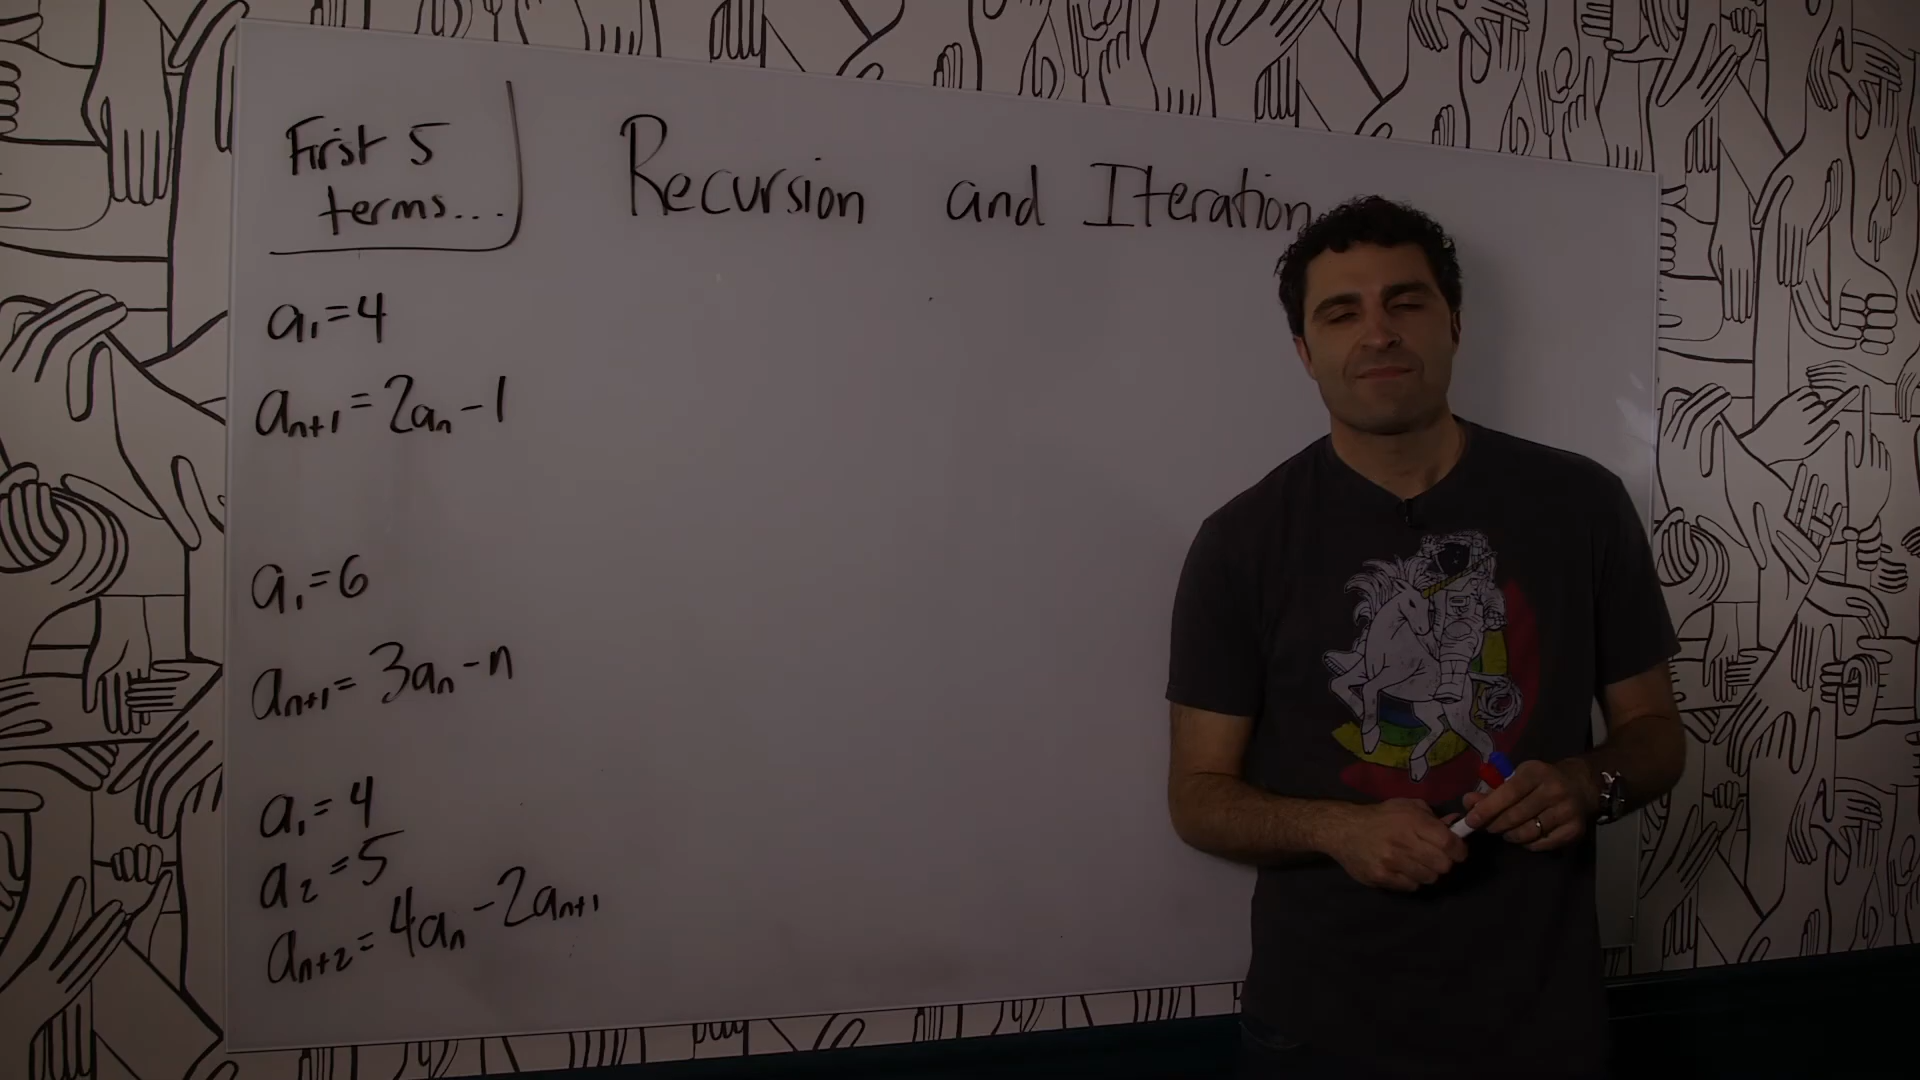 First 5
terms...
Recursion and Iteration
a₁=4
aₙ₊₁=2aₙ-1
a₁=6
aₙ₊₁=3aₙ-n
a₁=4
a₂=5
aₙ₊₂=4aₙ-2aₙ₊₁